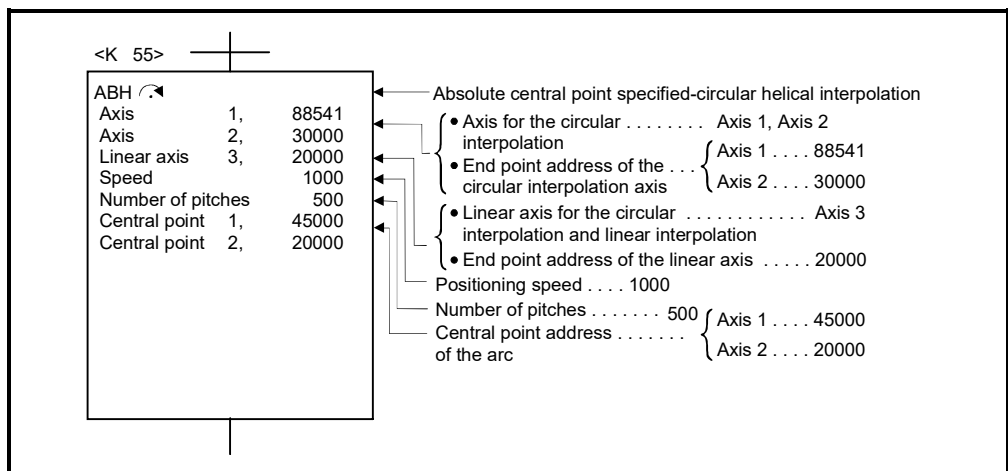 <K 55>
ABH
Axis 1, 88541
Axis 2, 30000
Linear axis 3, 20000
Speed 1000
Number of pitches 500
Central point 1, 45000
Central point 2, 20000
Absolute central point specified-circular helical interpolation
• Axis for the circular . . . . . . . . Axis 1, Axis 2
interpolation
• End point address of the . . .
circular interpolation axis
Axis 1 . . . . 88541
Axis 2 . . . . 30000
• Linear axis for the circular . . . . . . . . . . . . Axis 3
interpolation and linear interpolation
• End point address of the linear axis . . . . . 20000
Positioning speed . . . . 1000
Number of pitches . . . . . . . 500
Central point address . . . . . . .
of the arc
Axis 1 . . . . 45000
Axis 2 . . . . 20000